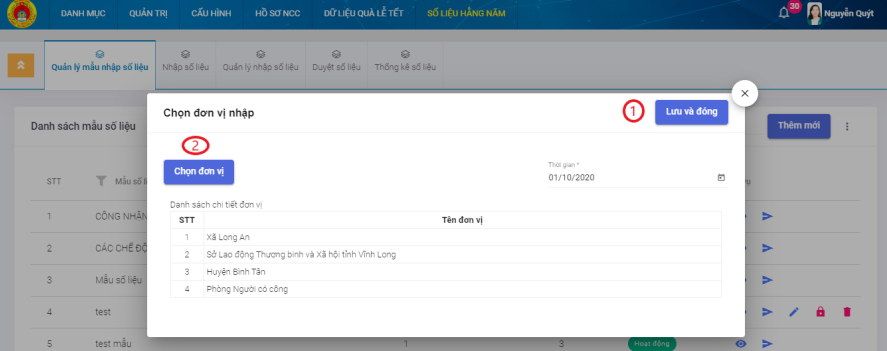 DANH MỤC QUẢN TRỊ CẤU HÌNH HỒ SƠ NCC DỮ LIỆU QUÀ LỄ TẾT SỐ LIỆU HẰNG NĂM 30 Nguyễn Quýt
Quản lý mẫu nhập số liệu Nhập số liệu Quản lý nhập số liệu Duyệt số liệu Thống kê số liệu
Chọn đơn vị nhập 1 Lưu và đóng
Danh sách mẫu số liệu Thêm mới
2
Chọn đơn vị
Thời gian *
01/10/2020
STT Mẫu số
Danh sách chi tiết đơn vị
STT Tên đơn vị
1 Xã Long An
2 Sở Lao động Thương binh và Xã hội tỉnh Vĩnh Long
3 Huyện Bình Tân
4 Phòng Người có công
1 CÔNG NHÂN
2 CÁC CHẾ ĐỘ
3 Mẫu số liệu
4 test
5 test mẫu 1 3 Hoạt động